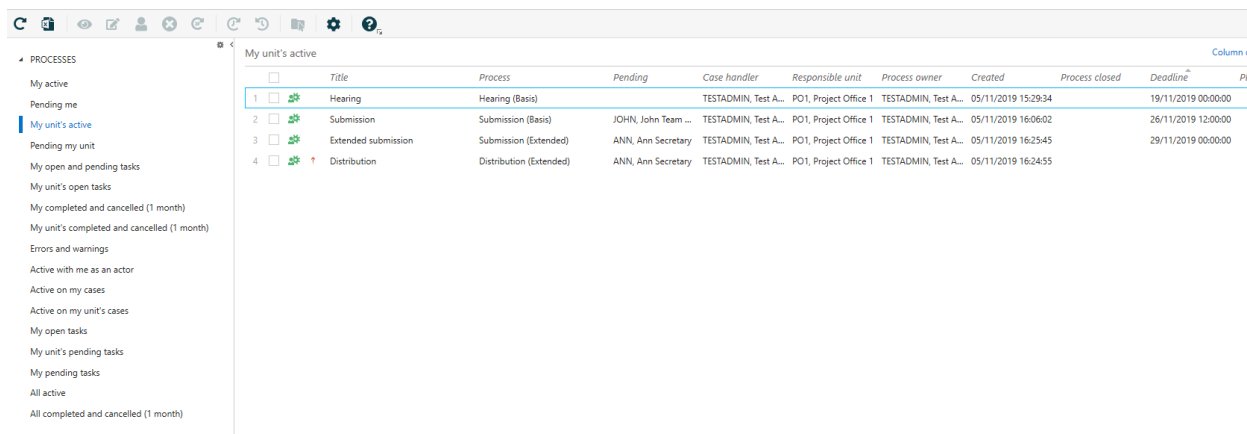 My unit's active
Column
PROCESSES
My active
Pending me
My unit's active
Pending my unit
My open and pending tasks
My unit's open tasks
My completed and cancelled (1 month)
My unit's completed and cancelled (1 month)
Errors and warnings
Active with me as an actor
Active on my cases
Active on my unit's cases
My open tasks
My unit's pending tasks
My pending tasks
All active
All completed and cancelled (1 month)
Title Process Pending Case handler Responsible unit Process owner Created Process closed Deadline
1 Hearing Hearing (Basis) TESTADMIN, Test A... PO1, Project Office 1 TESTADMIN, Test A... 05/11/2019 15:29:34 19/11/2019 00:00:00
2 Submission Submission (Basis) JOHN, John Team ... TESTADMIN, Test A... PO1, Project Office 1 TESTADMIN, Test A... 05/11/2019 16:06:02 26/11/2019 12:00:00
3 Extended submission Submission (Extended) ANN, Ann Secretary TESTADMIN, Test A... PO1, Project Office 1 TESTADMIN, Test A... 05/11/2019 16:25:45 29/11/2019 00:00:00
4 Distribution Distribution (Extended) ANN, Ann Secretary TESTADMIN, Test A... PO1, Project Office 1 TESTADMIN, Test A... 05/11/2019 16:24:55